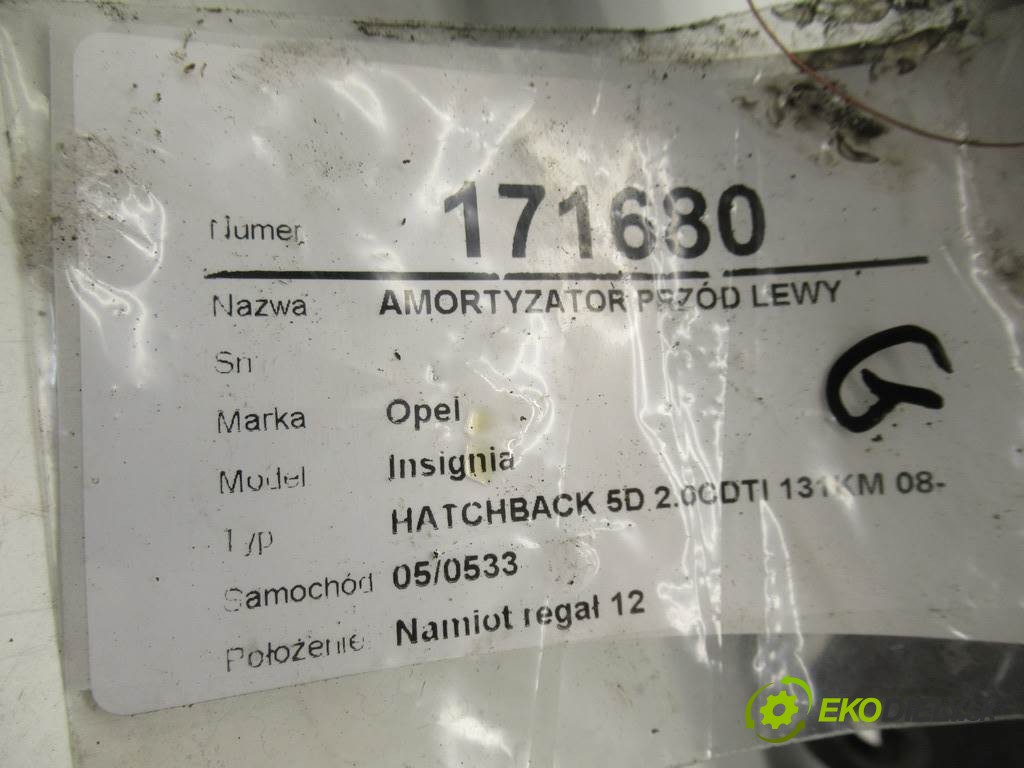 Numer 171680
Nazwa AMORTYZATOR PRZÓD LEWY
Sn
Marka Opel
Model Insignia
Typ HATCHBACK 5D 2.0CDTI 131KM 08-
Samochód 05/0533
Położenie Namiot regał 12
EKO